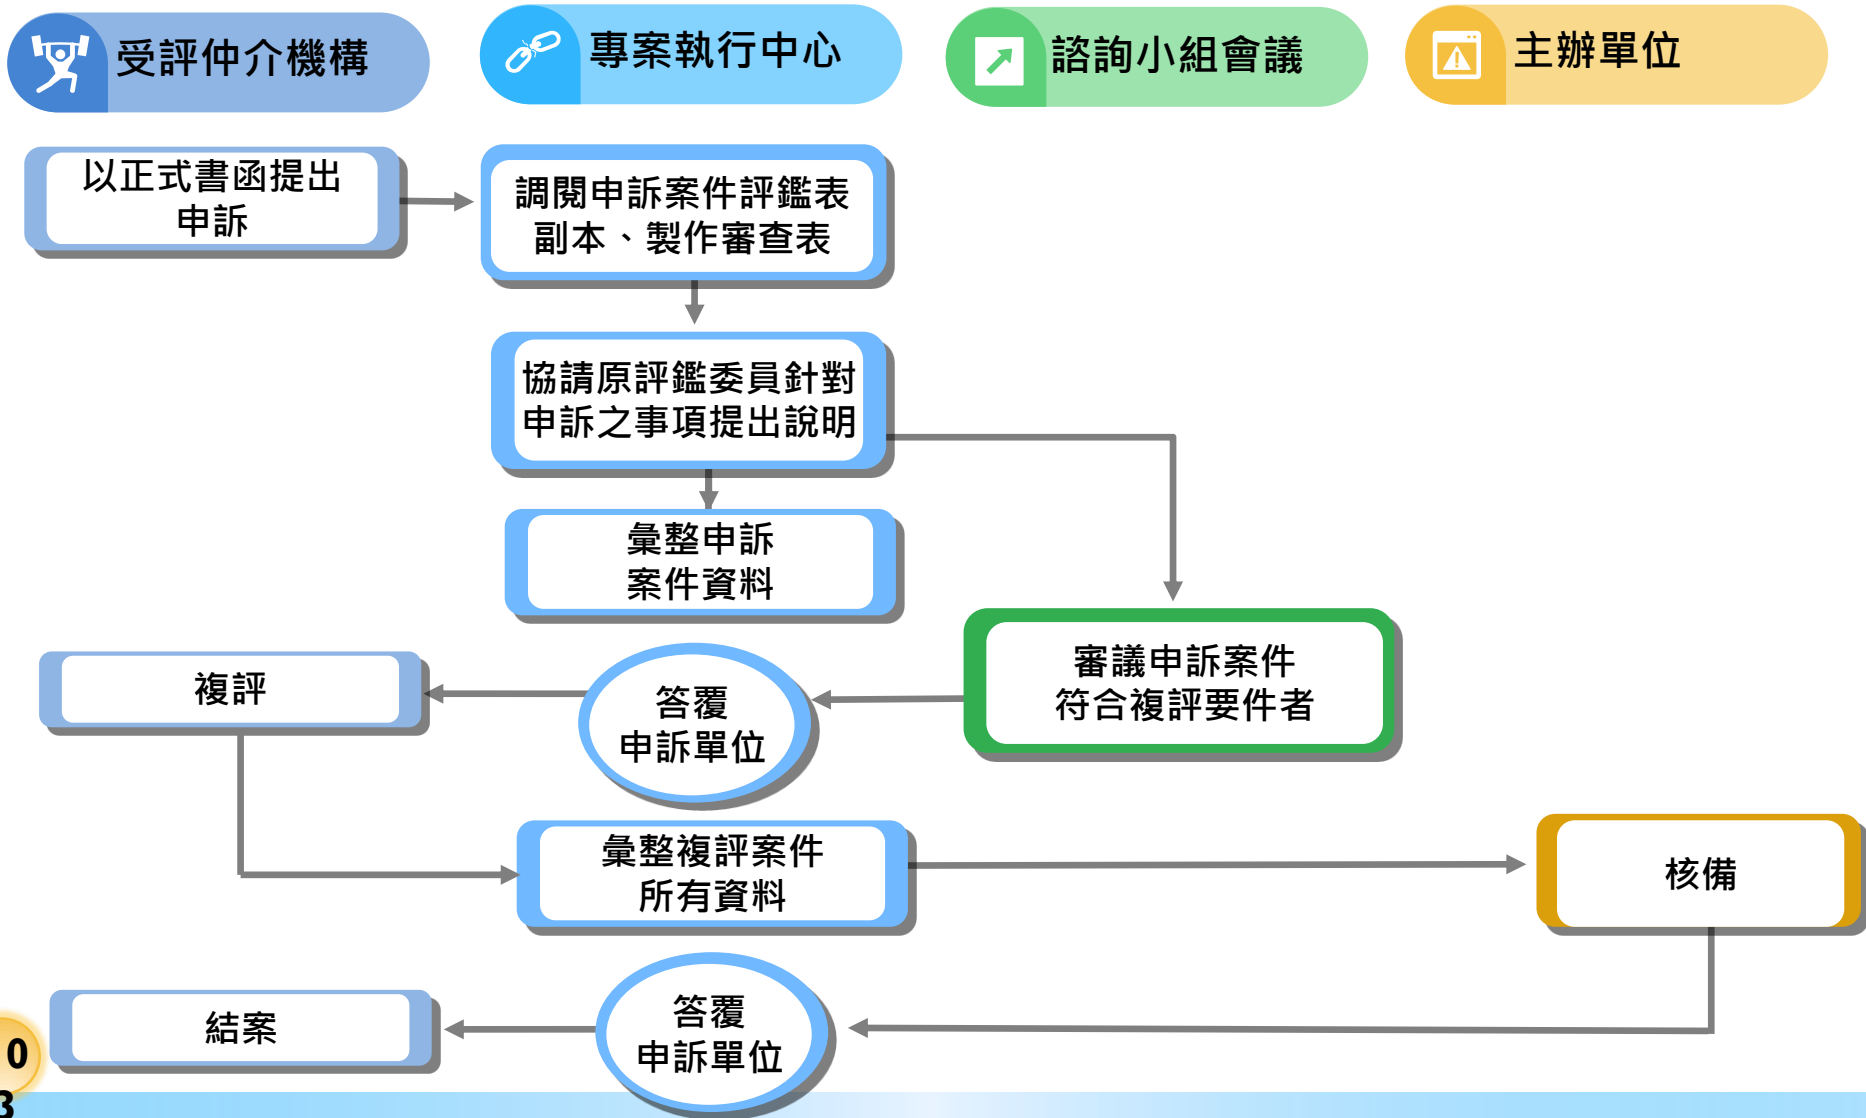 受評仲介機構
專案執行中心
諮詢小組會議
主辦單位
以正式書函提出
申訴
調閱申訴案件評鑑表
副本、製作審查表
協請原評鑑委員針對
申訴之事項提出說明
彙整申訴
案件資料
審議申訴案件
符合複評要件者
答覆
申訴單位
複評
彙整複評案件
所有資料
核備
答覆
申訴單位
結案
0
3